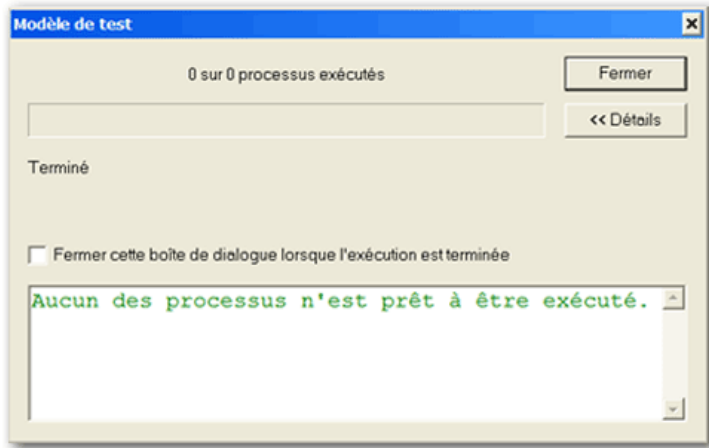 Modèle de test
0 sur 0 processus exécutés
Fermer
<< Détails
Terminé
Fermer cette boîte de dialogue lorsque l'exécution est terminée
Aucun des processus n'est prêt à être exécuté.